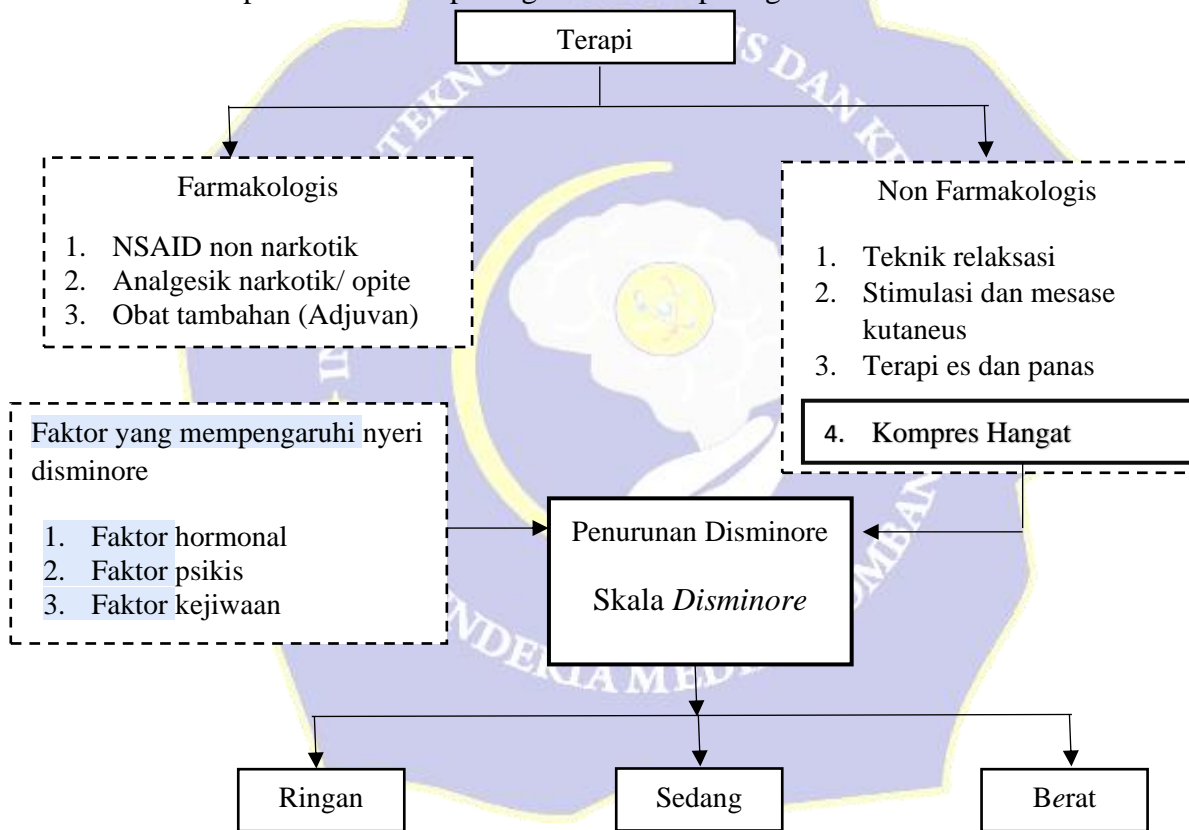 Terapi
Farmakologis
1. NSAID non narkotik
2. Analgesik narkotik/ opite
3. Obat tambahan (Adjuvan)
Non Farmakologis
1. Teknik relaksasi
2. Stimulasi dan mesase
kutaneus
3. Terapi es dan panas
4. Kompres Hangat
Faktor yang mempengaruhi nyeri
disminore
1. Faktor hormonal
2. Faktor psikis
3. Faktor kejiwaan
Penurunan Disminore
Skala Disminore
Ringan
Sedang
Berat